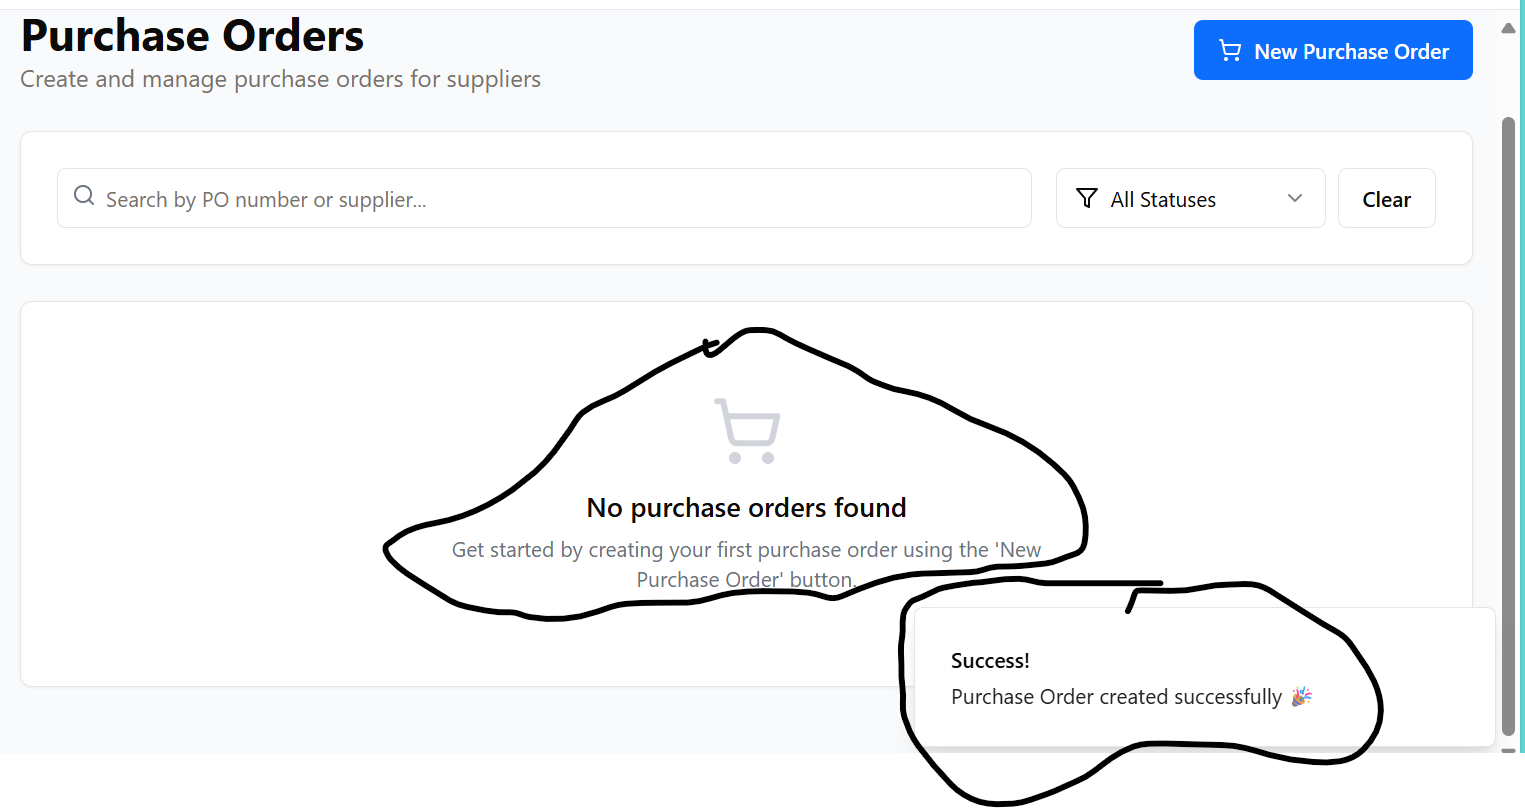 Purchase Orders
New Purchase Order
Create and manage purchase orders for suppliers
Search by PO number or supplier...
All Statuses
Clear
No purchase orders found
Get started by creating your first purchase order using the 'New
Purchase Order' button.
Success!
Purchase Order created successfully 🎉